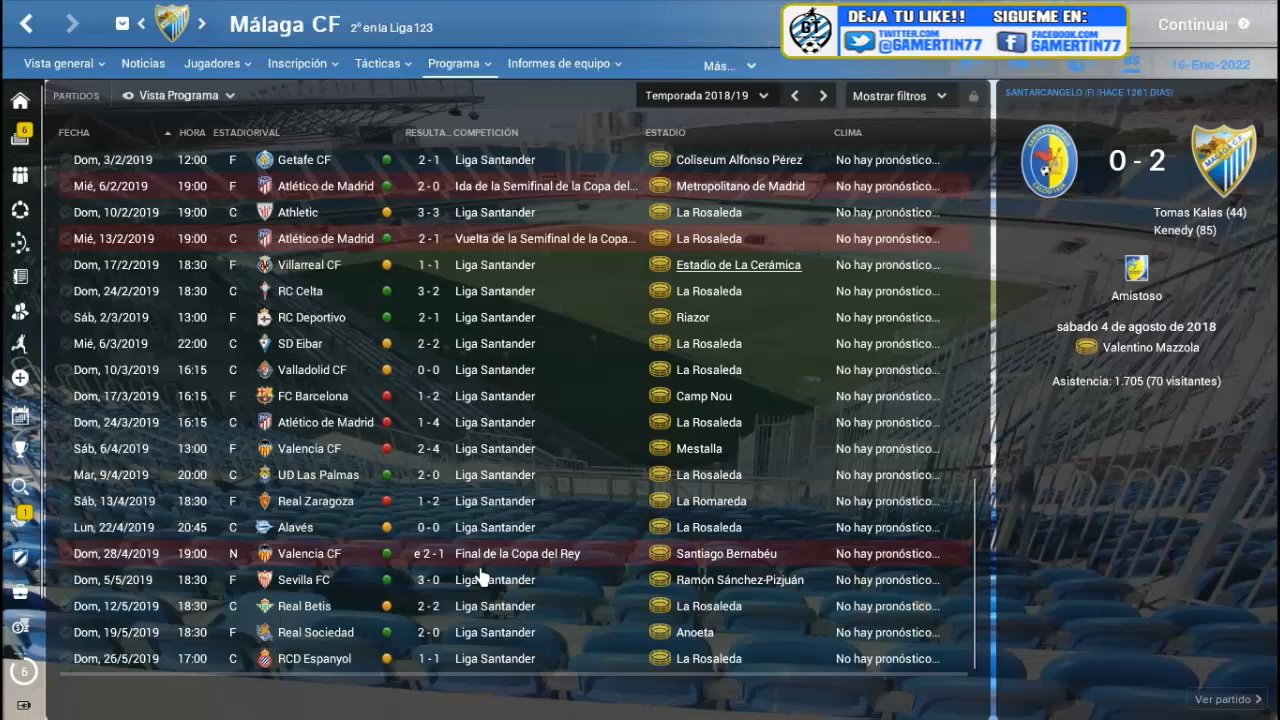 Málaga CF 2º en la Liga123
DEJA TU LIKE!! SIGUEME EN:
TWITTER.COM @GAMERTIN77 FACEBOOK.COM GAMERTIN77
GT
Continuar
Vista general Noticias Jugadores Inscripción Tácticas Programa Informes de equipo Más...
16-Ene-2022
PARTIDOS Vista Programa Temporada 2018/19 Mostrar filtros
FECHA HORA ESTADIORIVAL RESULTA... COMPETICIÓN ESTADIO CLIMA
Dom, 3/2/2019 12:00 F Getafe CF 2 - 1 Liga Santander Coliseum Alfonso Pérez No hay pronóstico...
Mié, 6/2/2019 19:00 F Atlético de Madrid 2 - 0 Ida de la Semifinal de la Copa del... Metropolitano de Madrid No hay pronóstico...
Dom, 10/2/2019 19:00 C Athletic 3 - 3 Liga Santander La Rosaleda No hay pronóstico...
Mié, 13/2/2019 19:00 C Atlético de Madrid 2 - 1 Vuelta de la Semifinal de la Copa... La Rosaleda No hay pronóstico...
Dom, 17/2/2019 18:30 F Villarreal CF 1 - 1 Liga Santander Estadio de La Cerámica No hay pronóstico...
Dom, 24/2/2019 18:30 C RC Celta 3 - 2 Liga Santander La Rosaleda No hay pronóstico...
Sáb, 2/3/2019 13:00 F RC Deportivo 2 - 1 Liga Santander Riazor No hay pronóstico...
Mié, 6/3/2019 22:00 C SD Eibar 2 - 2 Liga Santander La Rosaleda No hay pronóstico...
Dom, 10/3/2019 16:15 C Valladolid CF 0 - 0 Liga Santander La Rosaleda No hay pronóstico...
Dom, 17/3/2019 16:15 F FC Barcelona 1 - 2 Liga Santander Camp Nou No hay pronóstico...
Dom, 24/3/2019 16:15 C Atlético de Madrid 1 - 4 Liga Santander La Rosaleda No hay pronóstico...
Sáb, 6/4/2019 13:00 F Valencia CF 2 - 4 Liga Santander Mestalla No hay pronóstico...
Mar, 9/4/2019 20:00 C UD Las Palmas 2 - 0 Liga Santander La Rosaleda No hay pronóstico...
Sáb, 13/4/2019 18:30 F Real Zaragoza 1 - 2 Liga Santander La Romareda No hay pronóstico...
Lun, 22/4/2019 20:45 C Alavés 0 - 0 Liga Santander La Rosaleda No hay pronóstico...
Dom, 28/4/2019 19:00 N Valencia CF e 2 - 1 Final de la Copa del Rey Santiago Bernabéu No hay pronóstico...
Dom, 5/5/2019 18:30 F Sevilla FC 3 - 0 Liga Santander Ramón Sánchez-Pizjuán No hay pronóstico...
Dom, 12/5/2019 18:30 C Real Betis 2 - 2 Liga Santander La Rosaleda No hay pronóstico...
Dom, 19/5/2019 18:30 F Real Sociedad 2 - 0 Liga Santander Anoeta No hay pronóstico...
Dom, 26/5/2019 17:00 C RCD Espanyol 1 - 1 Liga Santander La Rosaleda No hay pronóstico...
6
1
6
SANTARCANGELO (F) (HACE 1261 DÍAS)
0 - 2
Tomas Kalas (44)
Kenedy (85)
Amistoso
sábado 4 de agosto de 2018
Valentino Mazzola
Asistencia: 1.705 (70 visitantes)
Ver partido